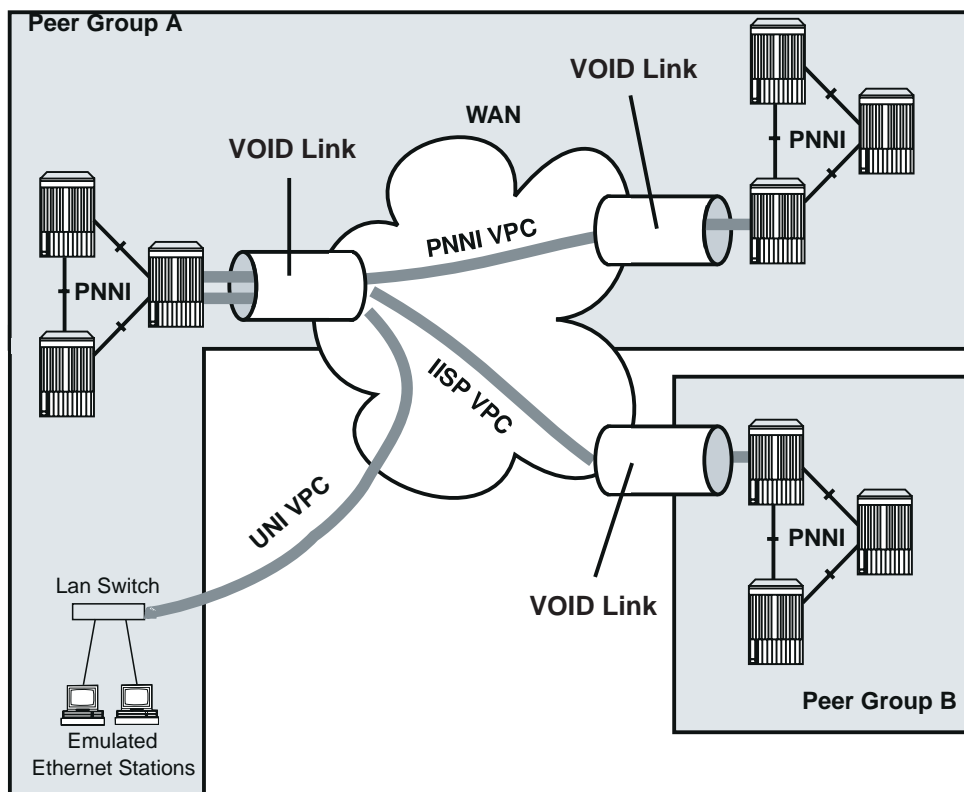 Peer Group A
VOID Link
WAN
PNNI
VOID Link
PNNI VPC
PNNI
IISP VPC
UNI VPC
PNNI
Lan Switch
VOID Link
Peer Group B
Emulated
Ethernet Stations